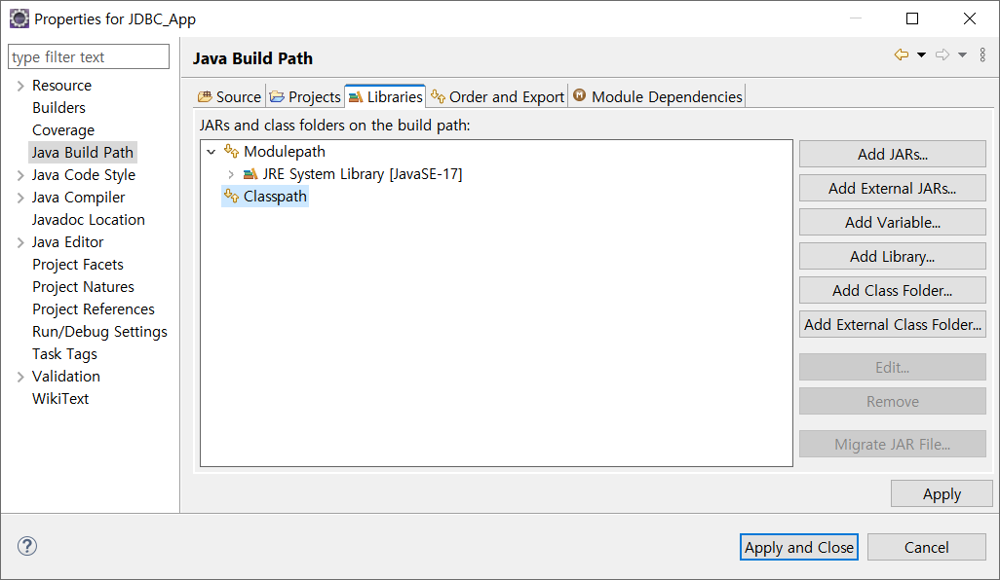 Properties for JDBC_App
type filter text
Resource
Builders
Coverage
Java Build Path
Java Code Style
Java Compiler
Javadoc Location
Java Editor
Project Facets
Project Natures
Project References
Run/Debug Settings
Task Tags
Validation
WikiText
Java Build Path
Source Projects Libraries Order and Export Module Dependencies
JARs and class folders on the build path:
Modulepath
JRE System Library [JavaSE-17]
Classpath
Add JARs...
Add External JARs...
Add Variable...
Add Library...
Add Class Folder...
Add External Class Folder...
Edit...
Remove
Migrate JAR File...
Apply
Apply and Close Cancel